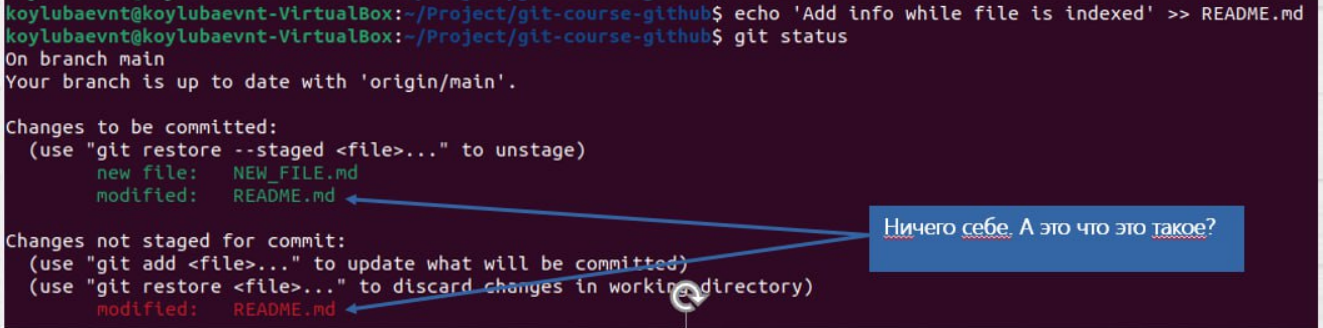 koylubaevnt@koylubaevnt-VirtualBox:~/Project/git-course-github$ echo 'Add info while file is indexed' >> README.md
koylubaevnt@koylubaevnt-VirtualBox:~/Project/git-course-github$ git status
On branch main
Your branch is up to date with 'origin/main'.
Changes to be committed:
(use "git restore --staged <file>..." to unstage)
new file: NEW_FILE.md
modified: README.md
Ничего себе. А это что это такое?
Changes not staged for commit:
(use "git add <file>..." to update what will be committed)
(use "git restore <file>..." to discard changes in working directory)
modified: README.md